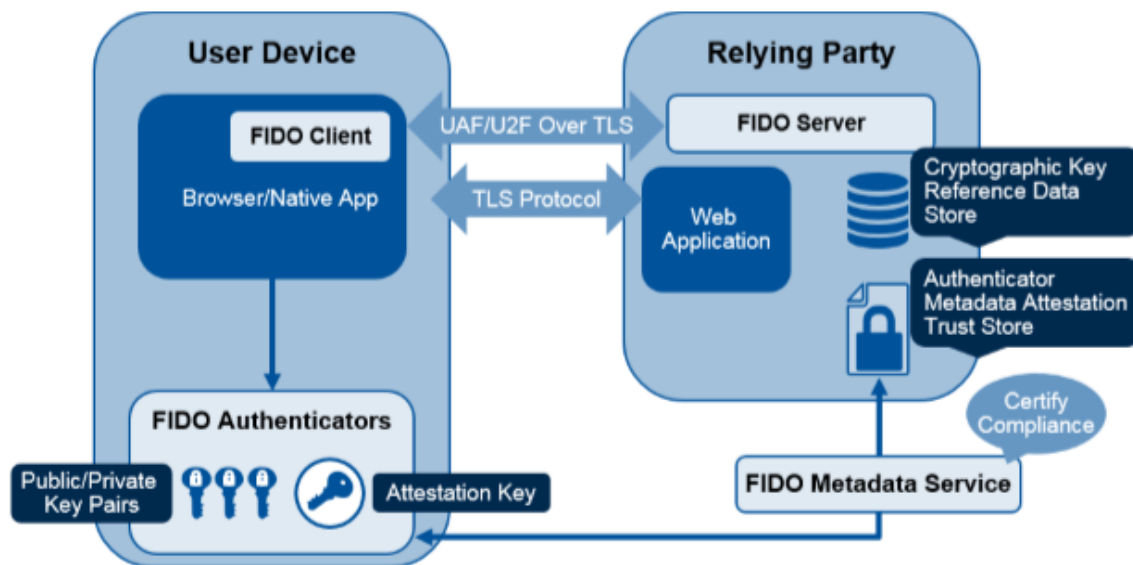 User Device
FIDO Client
Browser/Native App
UAF/U2F Over TLS
TLS Protocol
Relying Party
FIDO Server
Web
Application
Cryptographic Key
Reference Data
Store
Authenticator
Metadata Attestation
Trust Store
Certify
Compliance
FIDO Metadata Service
FIDO Authenticators
Public/Private
Key Pairs
Attestation Key